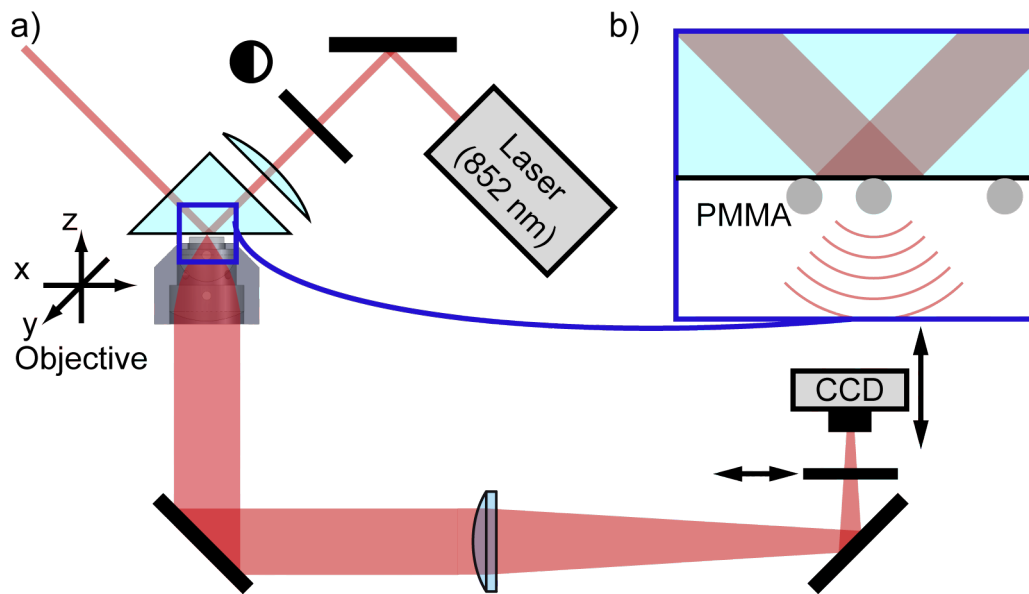 a)
b)
Laser
(852 nm)
PMMA
z
x
y
Objective
CCD